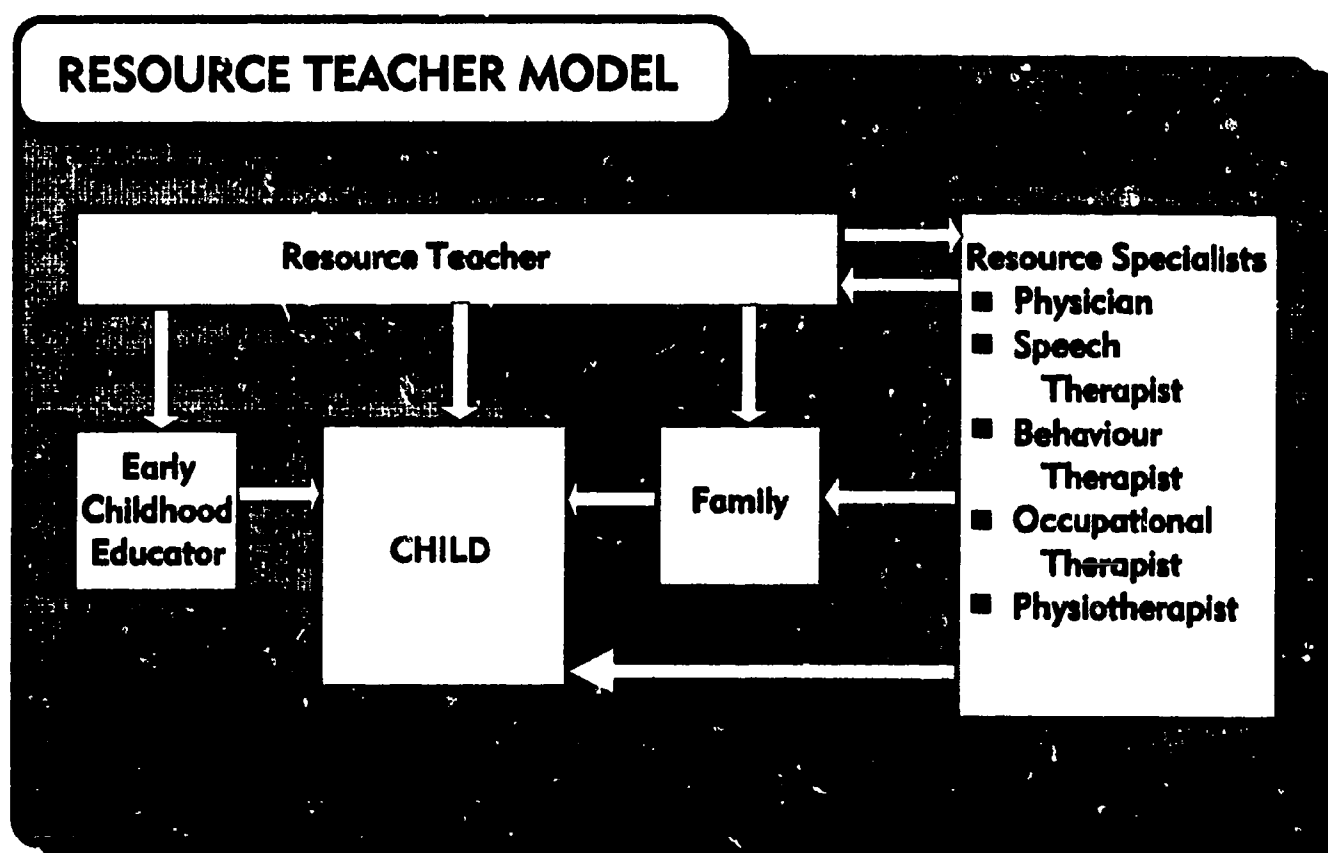 RESOURCE TEACHER MODEL
Resource Teacher
Early
Childhood
Educator
CHILD
Family
Resource Specialists
■ Physician
■ Speech
Therapist
■ Behaviour
Therapist
■ Occupational
Therapist
■ Physiotherapist